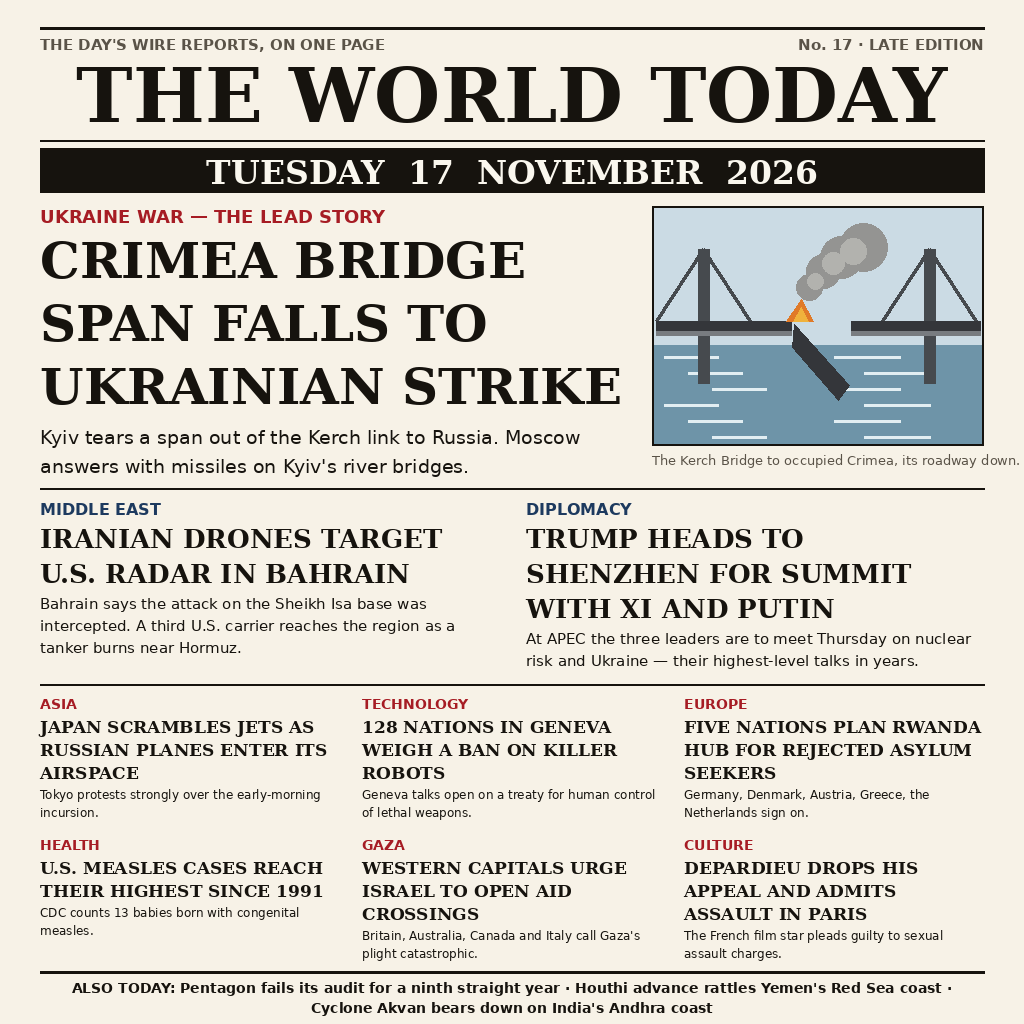 THE DAY'S WIRE REPORTS, ON ONE PAGE
No. 17 · LATE EDITION
THE WORLD TODAY
TUESDAY 17 NOVEMBER 2026
UKRAINE WAR — THE LEAD STORY
CRIMEA BRIDGE
SPAN FALLS TO
UKRAINIAN STRIKE
Kyiv tears a span out of the Kerch link to Russia. Moscow
answers with missiles on Kyiv's river bridges.
The Kerch Bridge to occupied Crimea, its roadway down.
MIDDLE EAST
IRANIAN DRONES TARGET
U.S. RADAR IN BAHRAIN
Bahrain says the attack on the Sheikh Isa base was
intercepted. A third U.S. carrier reaches the region as a
tanker burns near Hormuz.
DIPLOMACY
TRUMP HEADS TO
SHENZHEN FOR SUMMIT
WITH XI AND PUTIN
At APEC the three leaders are to meet Thursday on nuclear
risk and Ukraine — their highest-level talks in years.
ASIA
JAPAN SCRAMBLES JETS AS
RUSSIAN PLANES ENTER ITS
AIRSPACE
Tokyo protests strongly over the early-morning
incursion.
TECHNOLOGY
128 NATIONS IN GENEVA
WEIGH A BAN ON KILLER
ROBOTS
Geneva talks open on a treaty for human control
of lethal weapons.
EUROPE
FIVE NATIONS PLAN RWANDA
HUB FOR REJECTED ASYLUM
SEEKERS
Germany, Denmark, Austria, Greece, the
Netherlands sign on.
HEALTH
U.S. MEASLES CASES REACH
THEIR HIGHEST SINCE 1991
CDC counts 13 babies born with congenital
measles.
GAZA
WESTERN CAPITALS URGE
ISRAEL TO OPEN AID
CROSSINGS
Britain, Australia, Canada and Italy call Gaza's
plight catastrophic.
CULTURE
DEPARDIEU DROPS HIS
APPEAL AND ADMITS
ASSAULT IN PARIS
The French film star pleads guilty to sexual
assault charges.
ALSO TODAY: Pentagon fails its audit for a ninth straight year · Houthi advance rattles Yemen's Red Sea coast ·
Cyclone Akvan bears down on India's Andhra coast